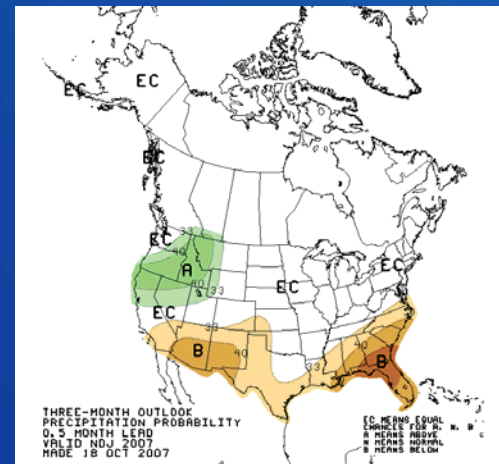 EC
EC
EC
33
EC
40
A
EC
40
33
EC
EC
33
B
40
33
40
B
THREE-MONTH OUTLOOK
PRECIPITATION PROBABILITY
0.5 MONTH LEAD
VALID NDJ 2007
MADE 18 OCT 2007
EC MEANS EQUAL
CHANCES FOR A, N, B
A MEANS ABOVE
N MEANS NORMAL
B MEANS BELOW